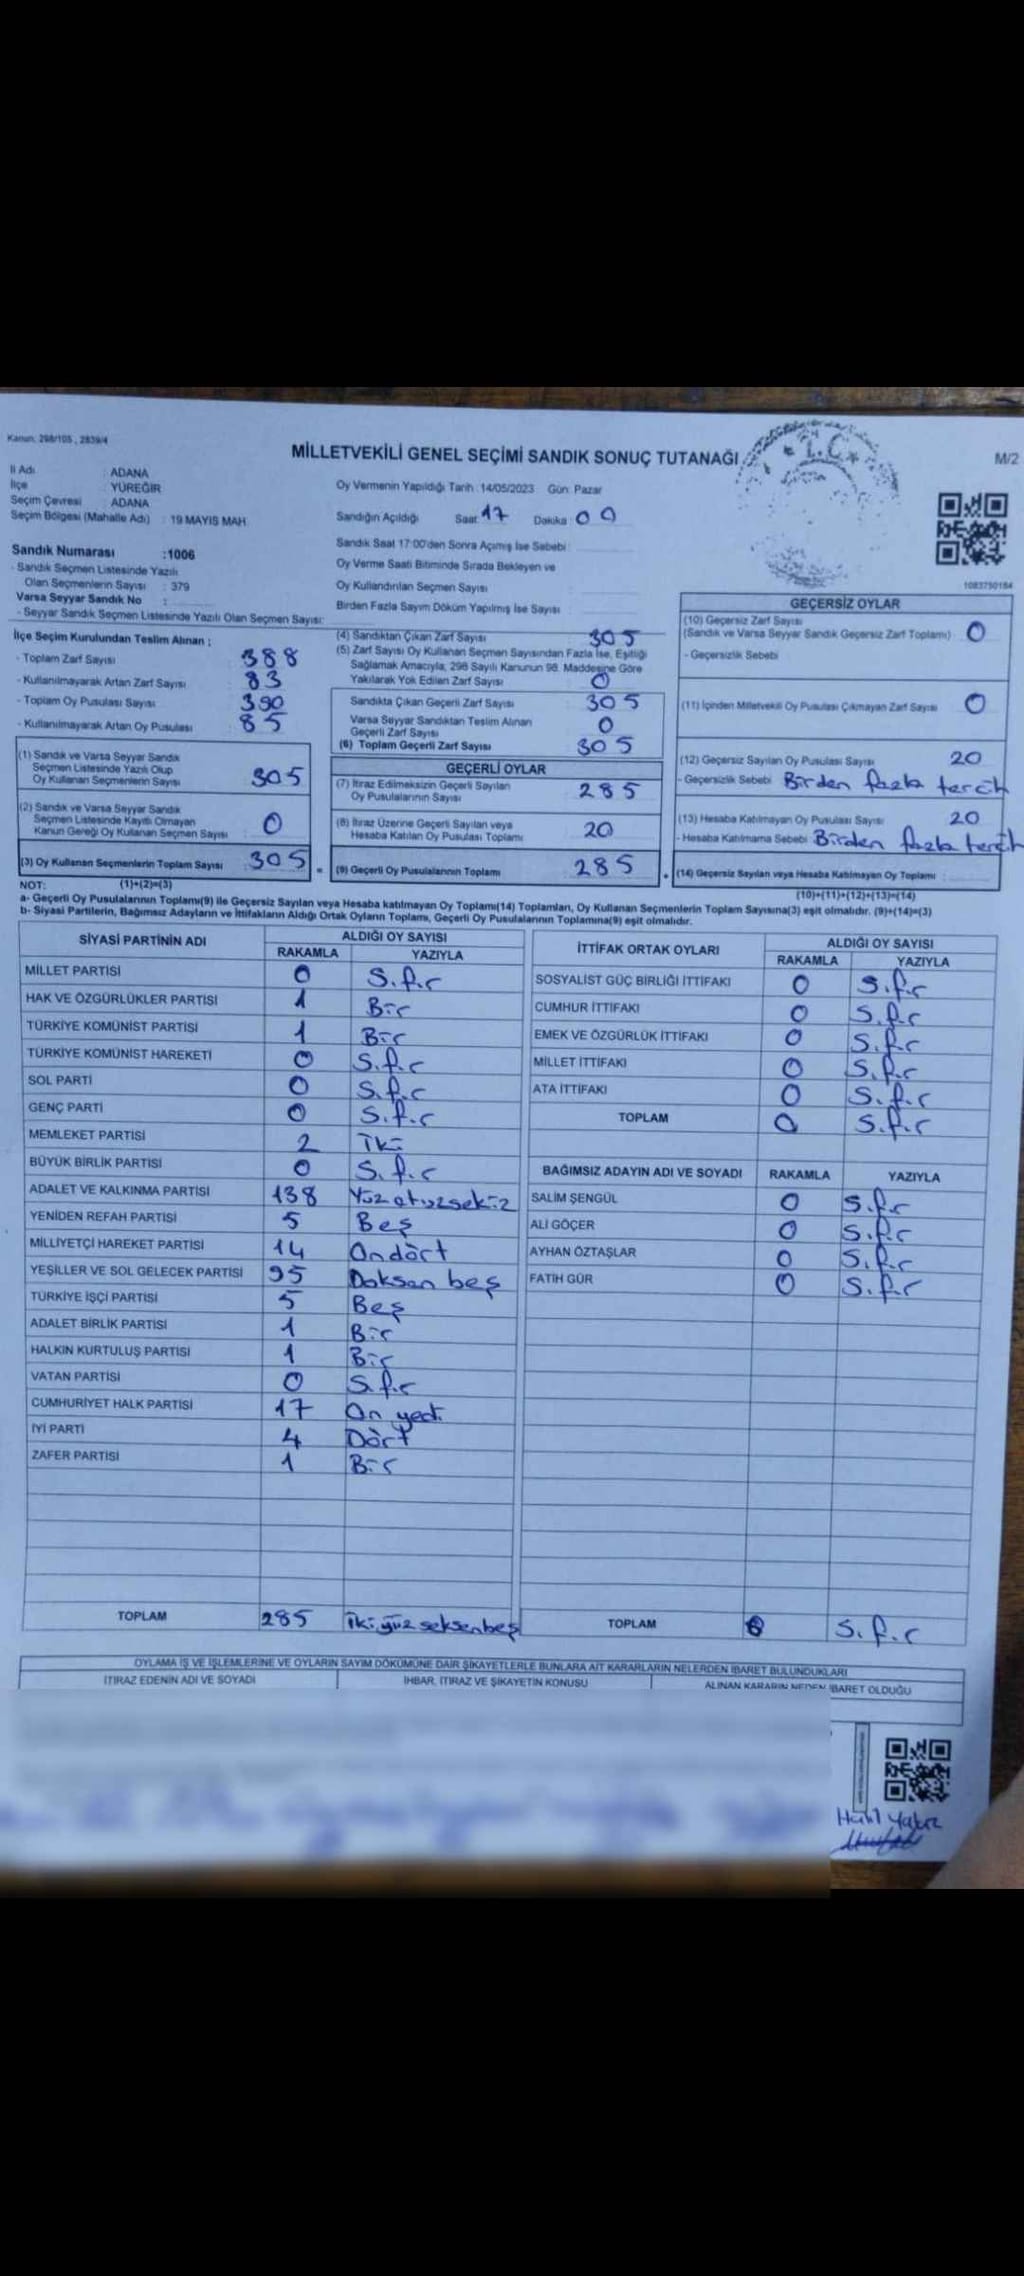 Kanun: 298/105 , 2839/4
MİLLETVEKİLİ GENEL SEÇİMİ SANDIK SONUÇ TUTANAĞI
T.C.
M/2
İl Adı : ADANA
İlçe : YÜREĞİR
Seçim Çevresi : ADANA
Seçim Bölgesi (Mahalle Adı) : 19 MAYIS MAH.
Sandık Numarası :1006
- Sandık Seçmen Listesinde Yazılı
Olan Seçmenlerin Sayısı : 379
Varsa Seyyar Sandık No :
- Seyyar Sandık Seçmen Listesinde Yazılı Olan Seçmen Sayısı:
Oy Vermenin Yapıldığı Tarih: 14/05/2023 Gün: Pazar
Sandığın Açıldığı Saat: 17 Dakika: 00
Sandık Saat 17:00'den Sonra Açımış İse Sebebi :
Oy Verme Saati Bitiminde Sırada Bekleyen ve
Oy Kullandırılan Seçmen Sayısı :
Birden Fazla Sayım Döküm Yapılmış İse Sayısı :
1083750184
İlçe Seçim Kurulundan Teslim Alınan ;
- Toplam Zarf Sayısı : 388
- Kullanılmayarak Artan Zarf Sayısı : 83
- Toplam Oy Pusulası Sayısı : 390
- Kullanılmayarak Artan Oy Pusulası : 85
(1) Sandık ve Varsa Seyyar Sandık
Seçmen Listesinde Yazılı Olup
Oy Kullanan Seçmenlerin Sayısı : 305
(2) Sandık ve Varsa Seyyar Sandık
Seçmen Listesinde Kayıtlı Olmayan
Kanun Gereği Oy Kullanan Seçmen Sayısı : 0
(3) Oy Kullanan Seçmenlerin Toplam Sayısı : 305
(4) Sandıktan Çıkan Zarf Sayısı : 305
(5) Zarf Sayısı Oy Kullanan Seçmen Sayısından Fazla İse, Eşitliği
Sağlamak Amacıyla, 298 Sayılı Kanunun 98. Maddesine Göre
Yakılarak Yok Edilen Zarf Sayısı : 0
Sandıkta Çıkan Geçerli Zarf Sayısı : 305
Varsa Seyyar Sandıktan Teslim Alınan
Geçerli Zarf Sayısı : 0
(6) Toplam Geçerli Zarf Sayısı : 305
GEÇERLİ OYLAR
(7) İtiraz Edilmeksizin Geçerli Sayılan
Oy Pusulalarının Sayısı : 285
(8) İtiraz Üzerine Geçerli Sayılan veya
Hesaba Katılan Oy Pusulası Toplamı : 20
= (9) Geçerli Oy Pusulalarının Toplamı : 285
GEÇERSİZ OYLAR
(10) Geçersiz Zarf Sayısı
(Sandık ve Varsa Seyyar Sandık Geçersiz Zarf Toplamı) : 0
- Geçersizlik Sebebi
(11) İçinden Milletvekili Oy Pusulası Çıkmayan Zarf Sayısı : 0
(12) Geçersiz Sayılan Oy Pusulası Sayısı : 20
- Geçersizlik Sebebi : Birden fazla tercih
(13) Hesaba Katılmayan Oy Pusulası Sayısı : 20
- Hesaba Katılmama Sebebi : Birden fazla tercih
+ (14) Geçersiz Sayılan veya Hesaba Katılmayan Oy Toplamı :
NOT: (1)+(2)=(3)
(10)+(11)+(12)+(13)=(14)
a- Geçerli Oy Pusulalarının Toplamı(9) ile Geçersiz Sayılan veya Hesaba katılmayan Oy Toplamı(14) Toplamları, Oy Kullanan Seçmenlerin Toplam Sayısına(3) eşit olmalıdır. (9)+(14)=(3)
b- Siyasi Partilerin, Bağımsız Adayların ve İttifakların Aldığı Ortak Oyların Toplamı, Geçerli Oy Pusulalarının Toplamına(9) eşit olmalıdır.
SİYASİ PARTİNİN ADI ALDIĞI OY SAYISI
RAKAMLA YAZIYLA
MİLLET PARTİSİ 0 Sıfır
HAK VE ÖZGÜRLÜKLER PARTİSİ 1 Bir
TÜRKİYE KOMÜNİST PARTİSİ 1 Bir
TÜRKİYE KOMÜNİST HAREKETİ 0 Sıfır
SOL PARTİ 0 Sıfır
GENÇ PARTİ 0 Sıfır
MEMLEKET PARTİSİ 2 İki
BÜYÜK BİRLİK PARTİSİ 0 Sıfır
ADALET VE KALKINMA PARTİSİ 138 Yüz otuzsekiz
YENİDEN REFAH PARTİSİ 5 Beş
MİLLİYETÇİ HAREKET PARTİSİ 14 Ondört
YEŞİLLER VE SOL GELECEK PARTİSİ 95 Doksan beş
TÜRKİYE İŞÇİ PARTİSİ 5 Beş
ADALET BİRLİK PARTİSİ 1 Bir
HALKIN KURTULUŞ PARTİSİ 1 Bir
VATAN PARTİSİ 0 Sıfır
CUMHURİYET HALK PARTİSİ 17 On yedi
İYİ PARTİ 4 Dört
ZAFER PARTİSİ 1 Bir
TOPLAM 285 İkiyüz seksenbeş
İTTİFAK ORTAK OYLARI ALDIĞI OY SAYISI
RAKAMLA YAZIYLA
SOSYALİST GÜÇ BİRLİĞİ İTTİFAKI 0 Sıfır
CUMHUR İTTİFAKI 0 Sıfır
EMEK VE ÖZGÜRLÜK İTTİFAKI 0 Sıfır
MİLLET İTTİFAKI 0 Sıfır
ATA İTTİFAKI 0 Sıfır
TOPLAM 0 Sıfır
BAĞIMSIZ ADAYIN ADI VE SOYADI RAKAMLA YAZIYLA
SALİM ŞENGÜL 0 Sıfır
ALİ GÖÇER 0 Sıfır
AYHAN ÖZTAŞLAR 0 Sıfır
FATİH GÜR 0 Sıfır
TOPLAM 0 Sıfır
OYLAMA İŞ VE İŞLEMLERİNE VE OYLARIN SAYIM DÖKÜMÜNE DAİR ŞİKAYETLERLE BUNLARA AİT KARARLARIN NELERDEN İBARET BULUNDUKLARI
İTİRAZ EDENİN ADI VE SOYADI İHBAR, İTİRAZ VE ŞİKAYETİN KONUSU ALINAN KARARIN NEDEN İBARET OLDUĞU